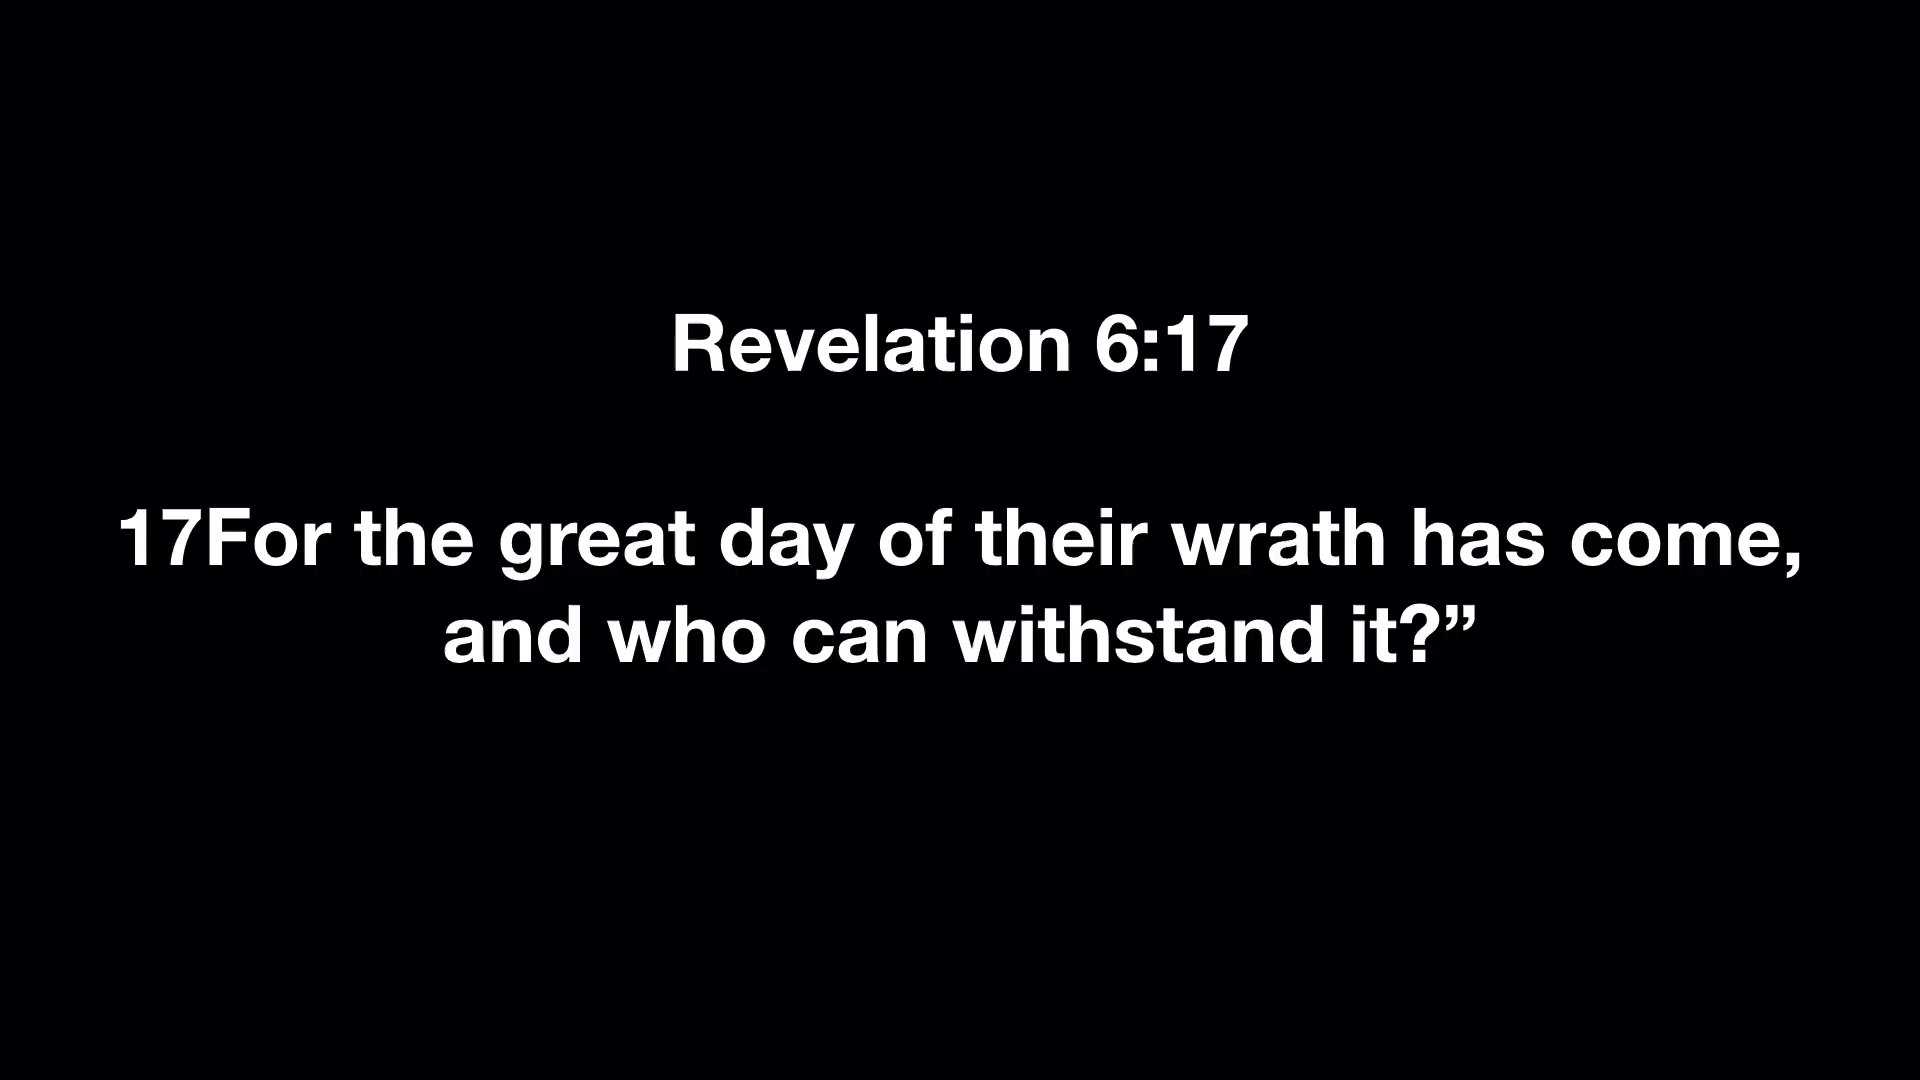 Revelation 6:17
17For the great day of their wrath has come,
and who can withstand it?”